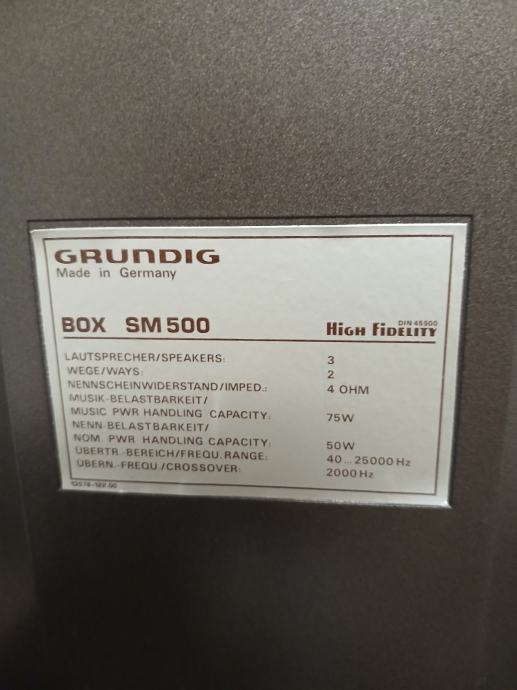 GRUNDIG
Made in Germany
BOX SM 500 High Fidelity DIN 45500
LAUTSPRECHER/SPEAKERS: 3
WEGE/WAYS: 2
NENNSCHEINWIDERSTAND/IMPED.: 4 OHM
MUSIK-BELASTBARKEIT/
MUSIC PWR HANDLING CAPACITY: 75W
NENN-BELASTBARKEIT/
NOM. PWR HANDLING CAPACITY: 50W
ÜBERTR.-BEREICH/FREQU. RANGE: 40...25000 Hz
ÜBERN.-FREQU./CROSSOVER: 2000 Hz